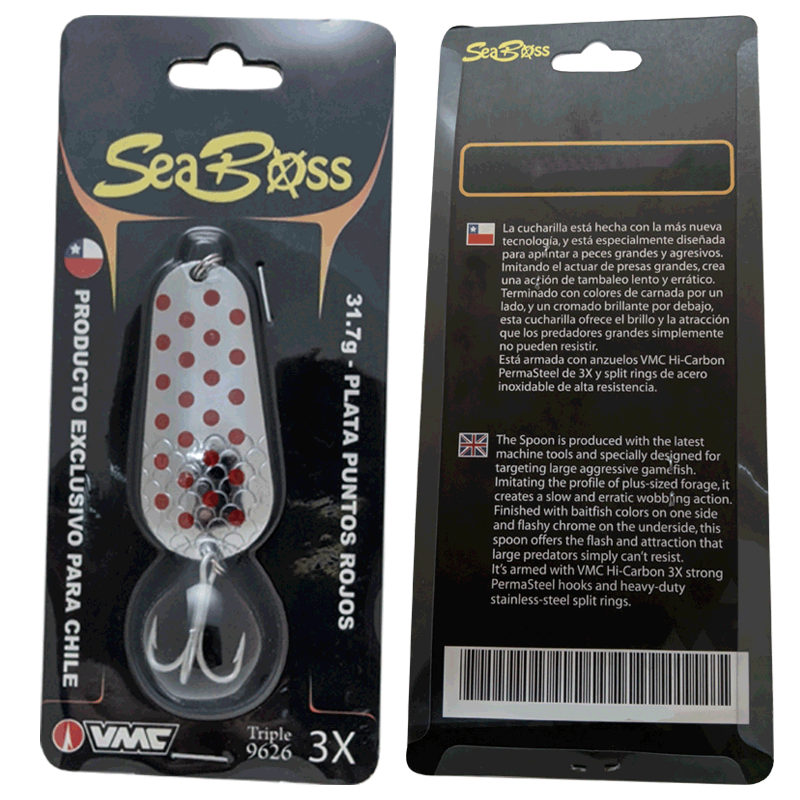 SeaBoss
PRODUCTO EXCLUSIVO PARA CHILE
31.7g - PLATA PUNTOS ROJOS
VMC
Triple
9626
3X
SeaBoss
La cucharilla está hecha con la más nueva
tecnología, y está especialmente diseñada
para apuntar a peces grandes y agresivos.
Imitando el actuar de presas grandes, crea
una acción de tambaleo lento y errático.
Terminado con colores de carnada por un
lado, y un cromado brillante por debajo,
esta cucharilla ofrece el brillo y la atracción
que los predadores grandes simplemente
no pueden resistir.
Está armada con anzuelos VMC Hi-Carbon
PermaSteel de 3X y split rings de acero
inoxidable de alta resistencia.
The Spoon is produced with the latest
machine tools and specially designed for
targeting large aggressive gamefish.
Imitating the profile of plus-sized forage, it
creates a slow and erratic wobbing action.
Finished with baitfish colors on one side
and flashy chrome on the underside, this
spoon offers the flash and attraction that
large predators simply can't resist.
It's armed with VMC Hi-Carbon 3X strong
PermaSteel hooks and heavy-duty
stainless-steel split rings.